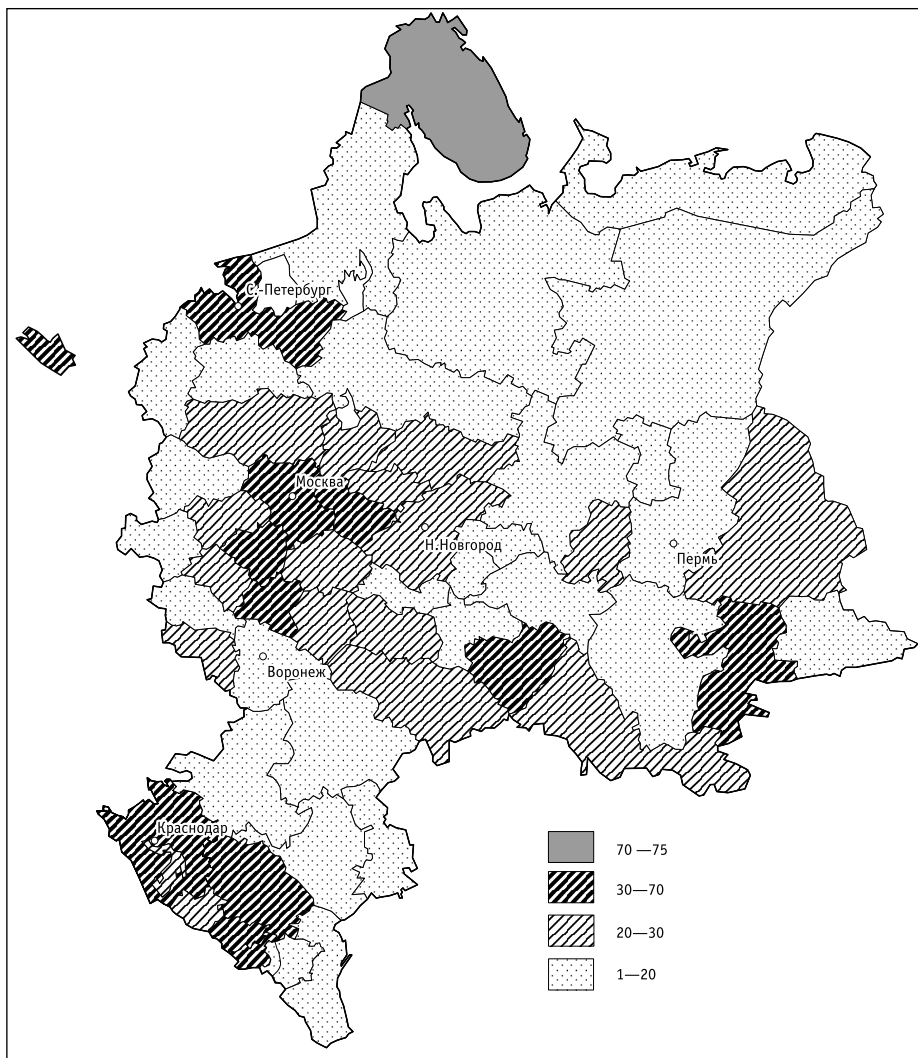 С.-Петербург
Москва
Н.Новгород
Пермь
Воронеж
Краснодар
70 —75
30—70
20—30
1—20